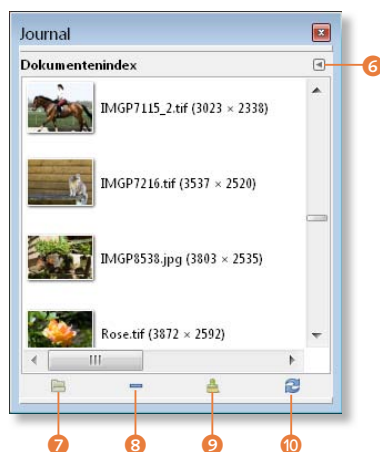 Journal
Dokumentenindex
6
IMGP7115_2.tif (3023 × 2338)
IMGP7216.tif (3537 × 2520)
IMGP8538.jpg (3803 × 2535)
Rose.tif (3872 × 2592)
7 8 9 10